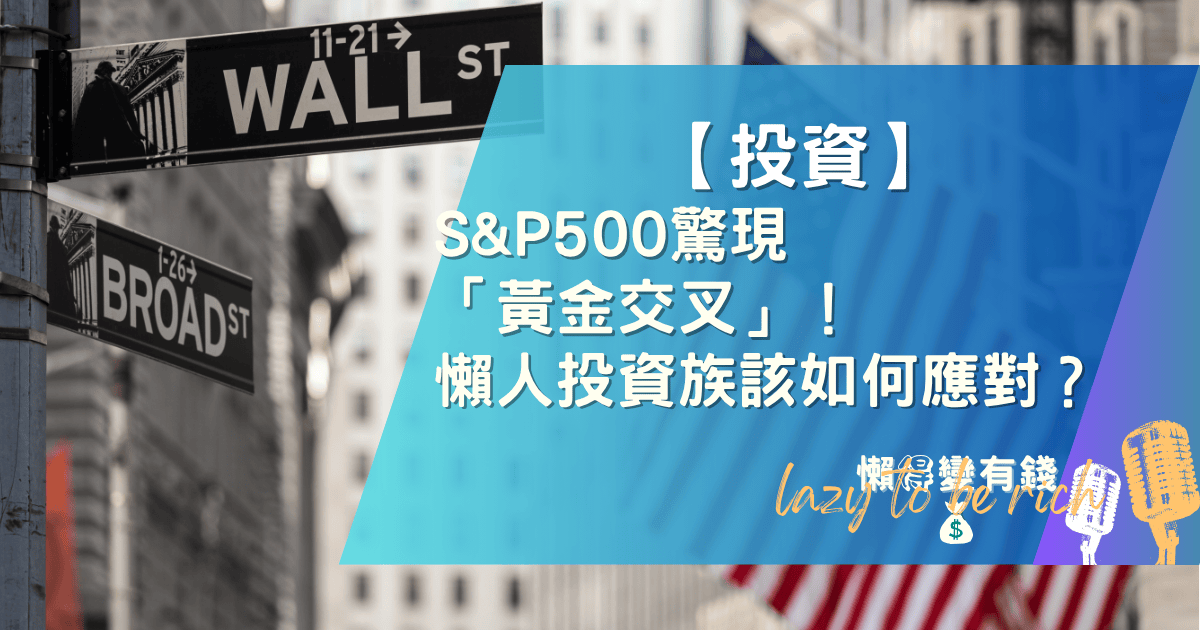 11-21→
WALL ST
1-26→
BROAD ST
【投資】
S&P500驚現
「黃金交叉」！
懶人投資族該如何應對？
懶得變有錢
lazy to be rich
$